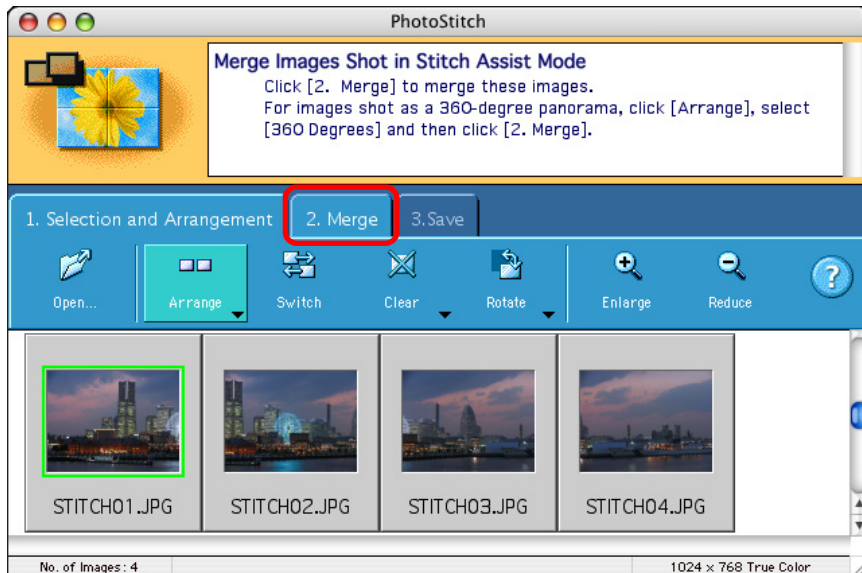 PhotoStitch
Merge Images Shot in Stitch Assist Mode
Click [2. Merge] to merge these images.
For images shot as a 360-degree panorama, click [Arrange], select
[360 Degrees] and then click [2. Merge].
1. Selection and Arrangement 2. Merge 3.Save
Open... Arrange Switch Clear Rotate Enlarge Reduce ?
STITCH01.JPG STITCH02.JPG STITCH03.JPG STITCH04.JPG
No. of Images: 4 1024 x 768 True Color